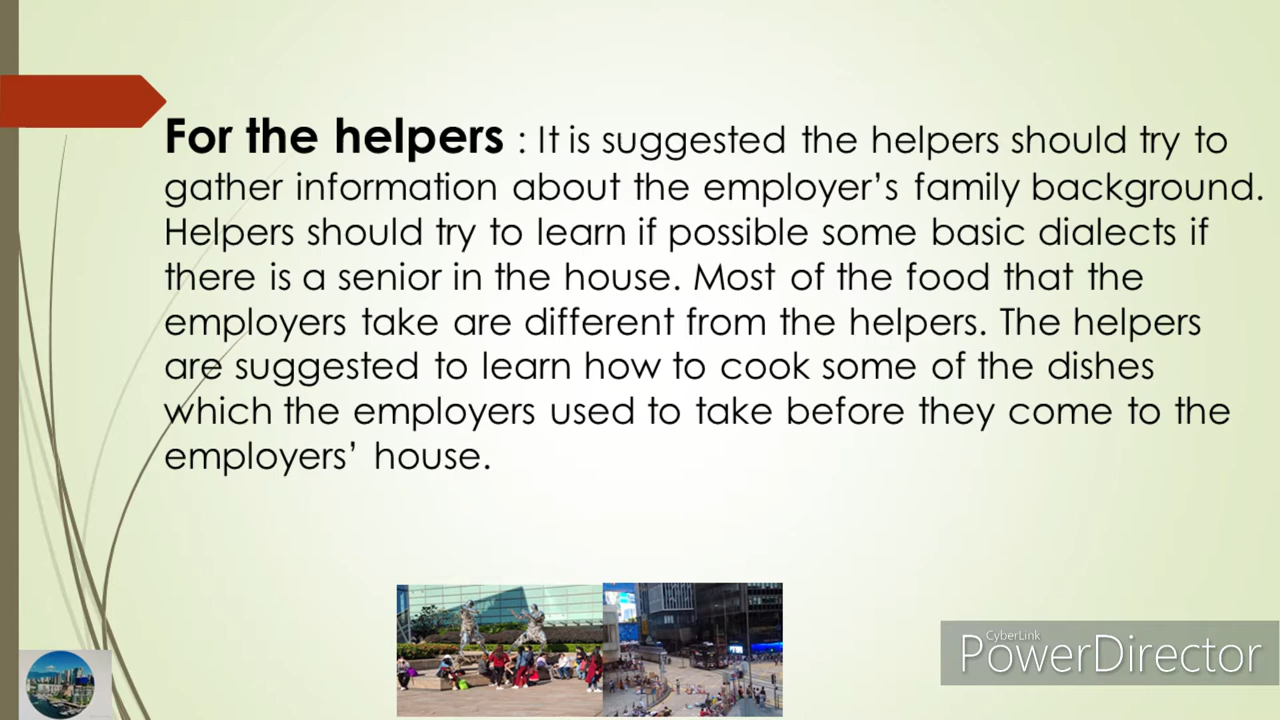 For the helpers : It is suggested the helpers should try to
gather information about the employer’s family background.
Helpers should try to learn if possible some basic dialects if
there is a senior in the house. Most of the food that the
employers take are different from the helpers. The helpers
are suggested to learn how to cook some of the dishes
which the employers used to take before they come to the
employers’ house.
CyberLink
PowerDirector